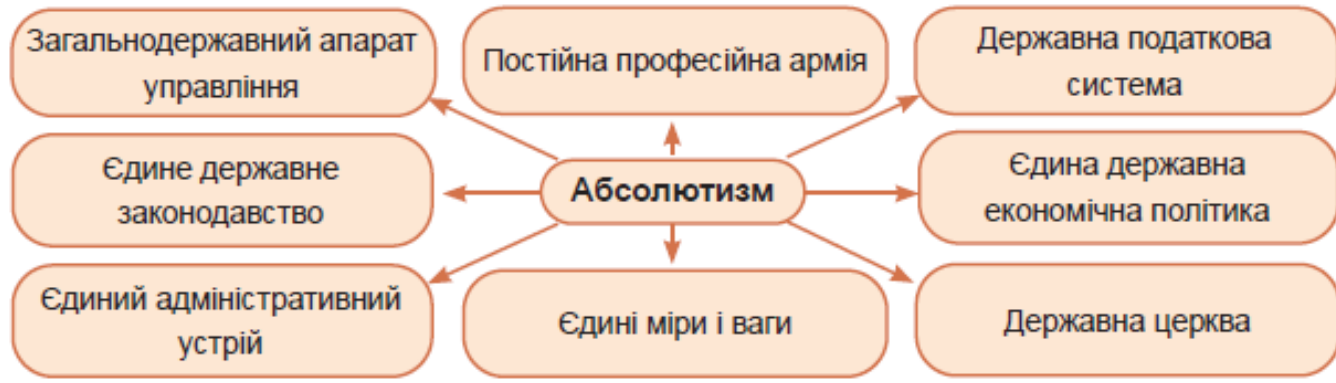 Загальнодержавний апарат
управління
Постійна професійна армія
Державна податкова
система
Єдине державне
законодавство
Абсолютизм
Єдина державна
економічна політика
Єдиний адміністративний
устрій
Єдині міри і ваги
Державна церква